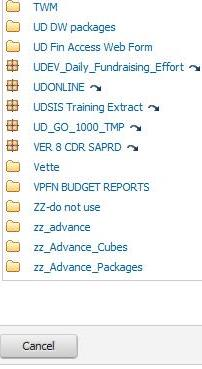 TWM
UD DW packages
UD Fin Access Web Form
UDEV_Daily_Fundraising_Effort
UDONLINE
UDSIS Training Extract
UD_GO_1000_TMP
VER 8 CDR SAPRD
Vette
VPFN BUDGET REPORTS
ZZ-do not use
zz_advance
zz_Advance_Cubes
zz_Advance_Packages
Cancel